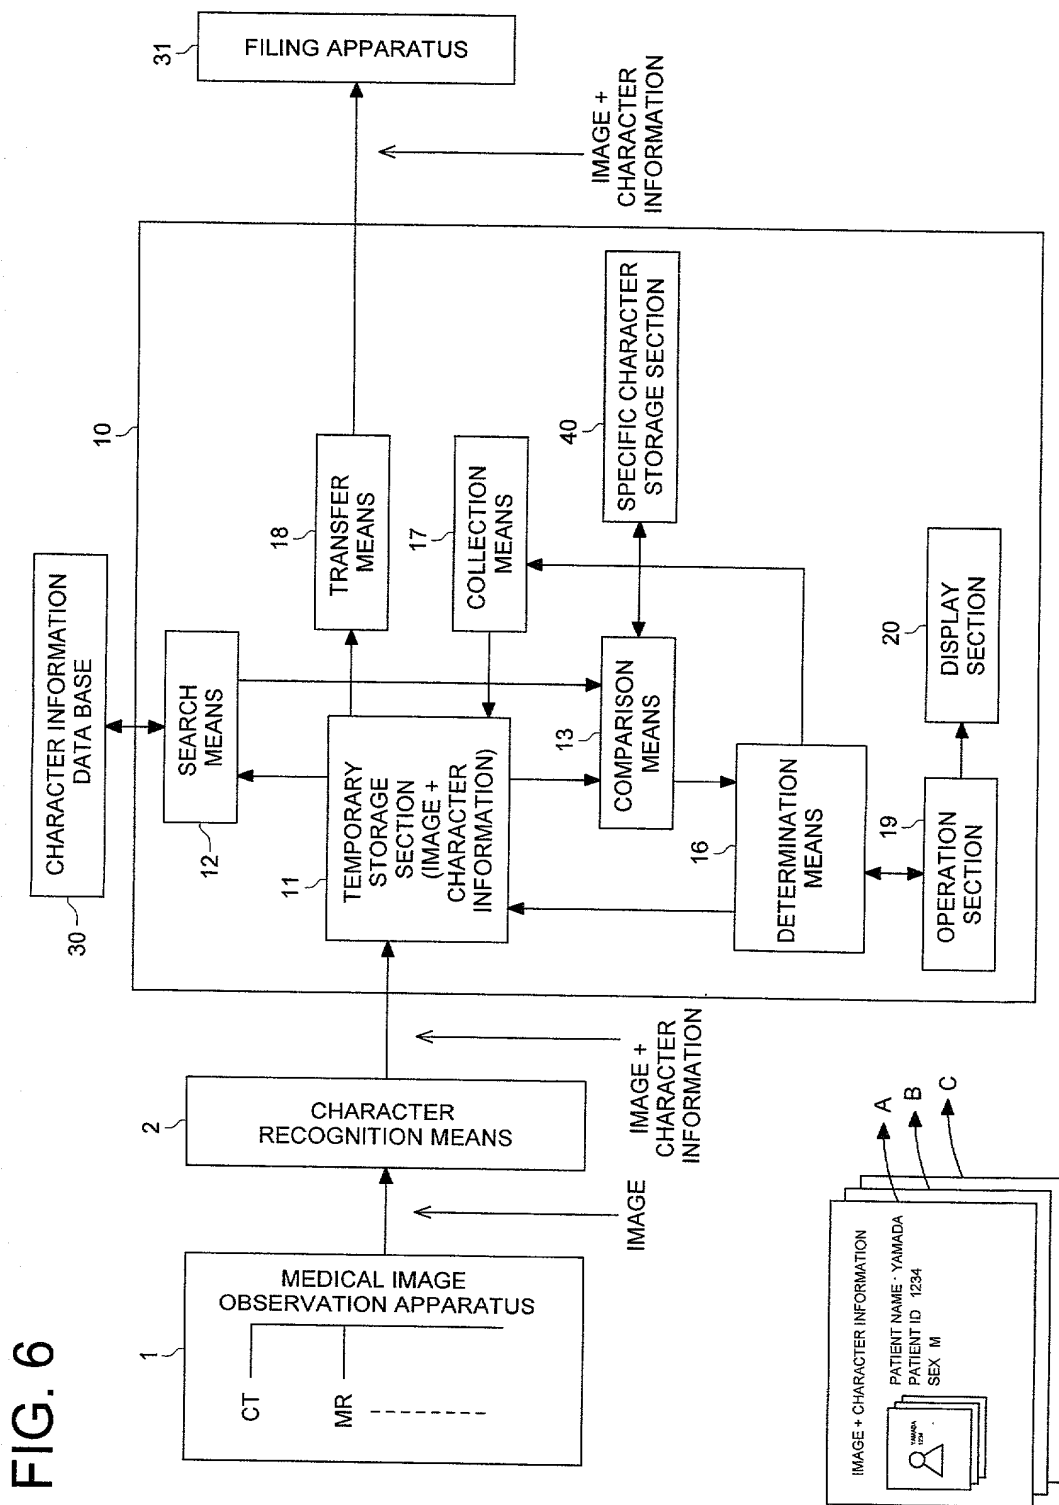 FIG. 6
1
MEDICAL IMAGE
OBSERVATION APPARATUS
CT
MR
IMAGE
2
CHARACTER
RECOGNITION MEANS
IMAGE +
CHARACTER
INFORMATION
30
CHARACTER INFORMATION
DATA BASE
10
12
SEARCH
MEANS
11
TEMPORARY
STORAGE
SECTION
(IMAGE +
CHARACTER
INFORMATION)
18
TRANSFER
MEANS
17
COLLECTION
MEANS
13
COMPARISON
MEANS
40
SPECIFIC CHARACTER
STORAGE SECTION
16
DETERMINATION
MEANS
19
OPERATION
SECTION
20
DISPLAY
SECTION
31
FILING APPARATUS
IMAGE +
CHARACTER
INFORMATION
IMAGE + CHARACTER INFORMATION
PATIENT NAME · YAMADA
PATIENT ID 1234
SEX M
YAMADA
1234
A
B
C